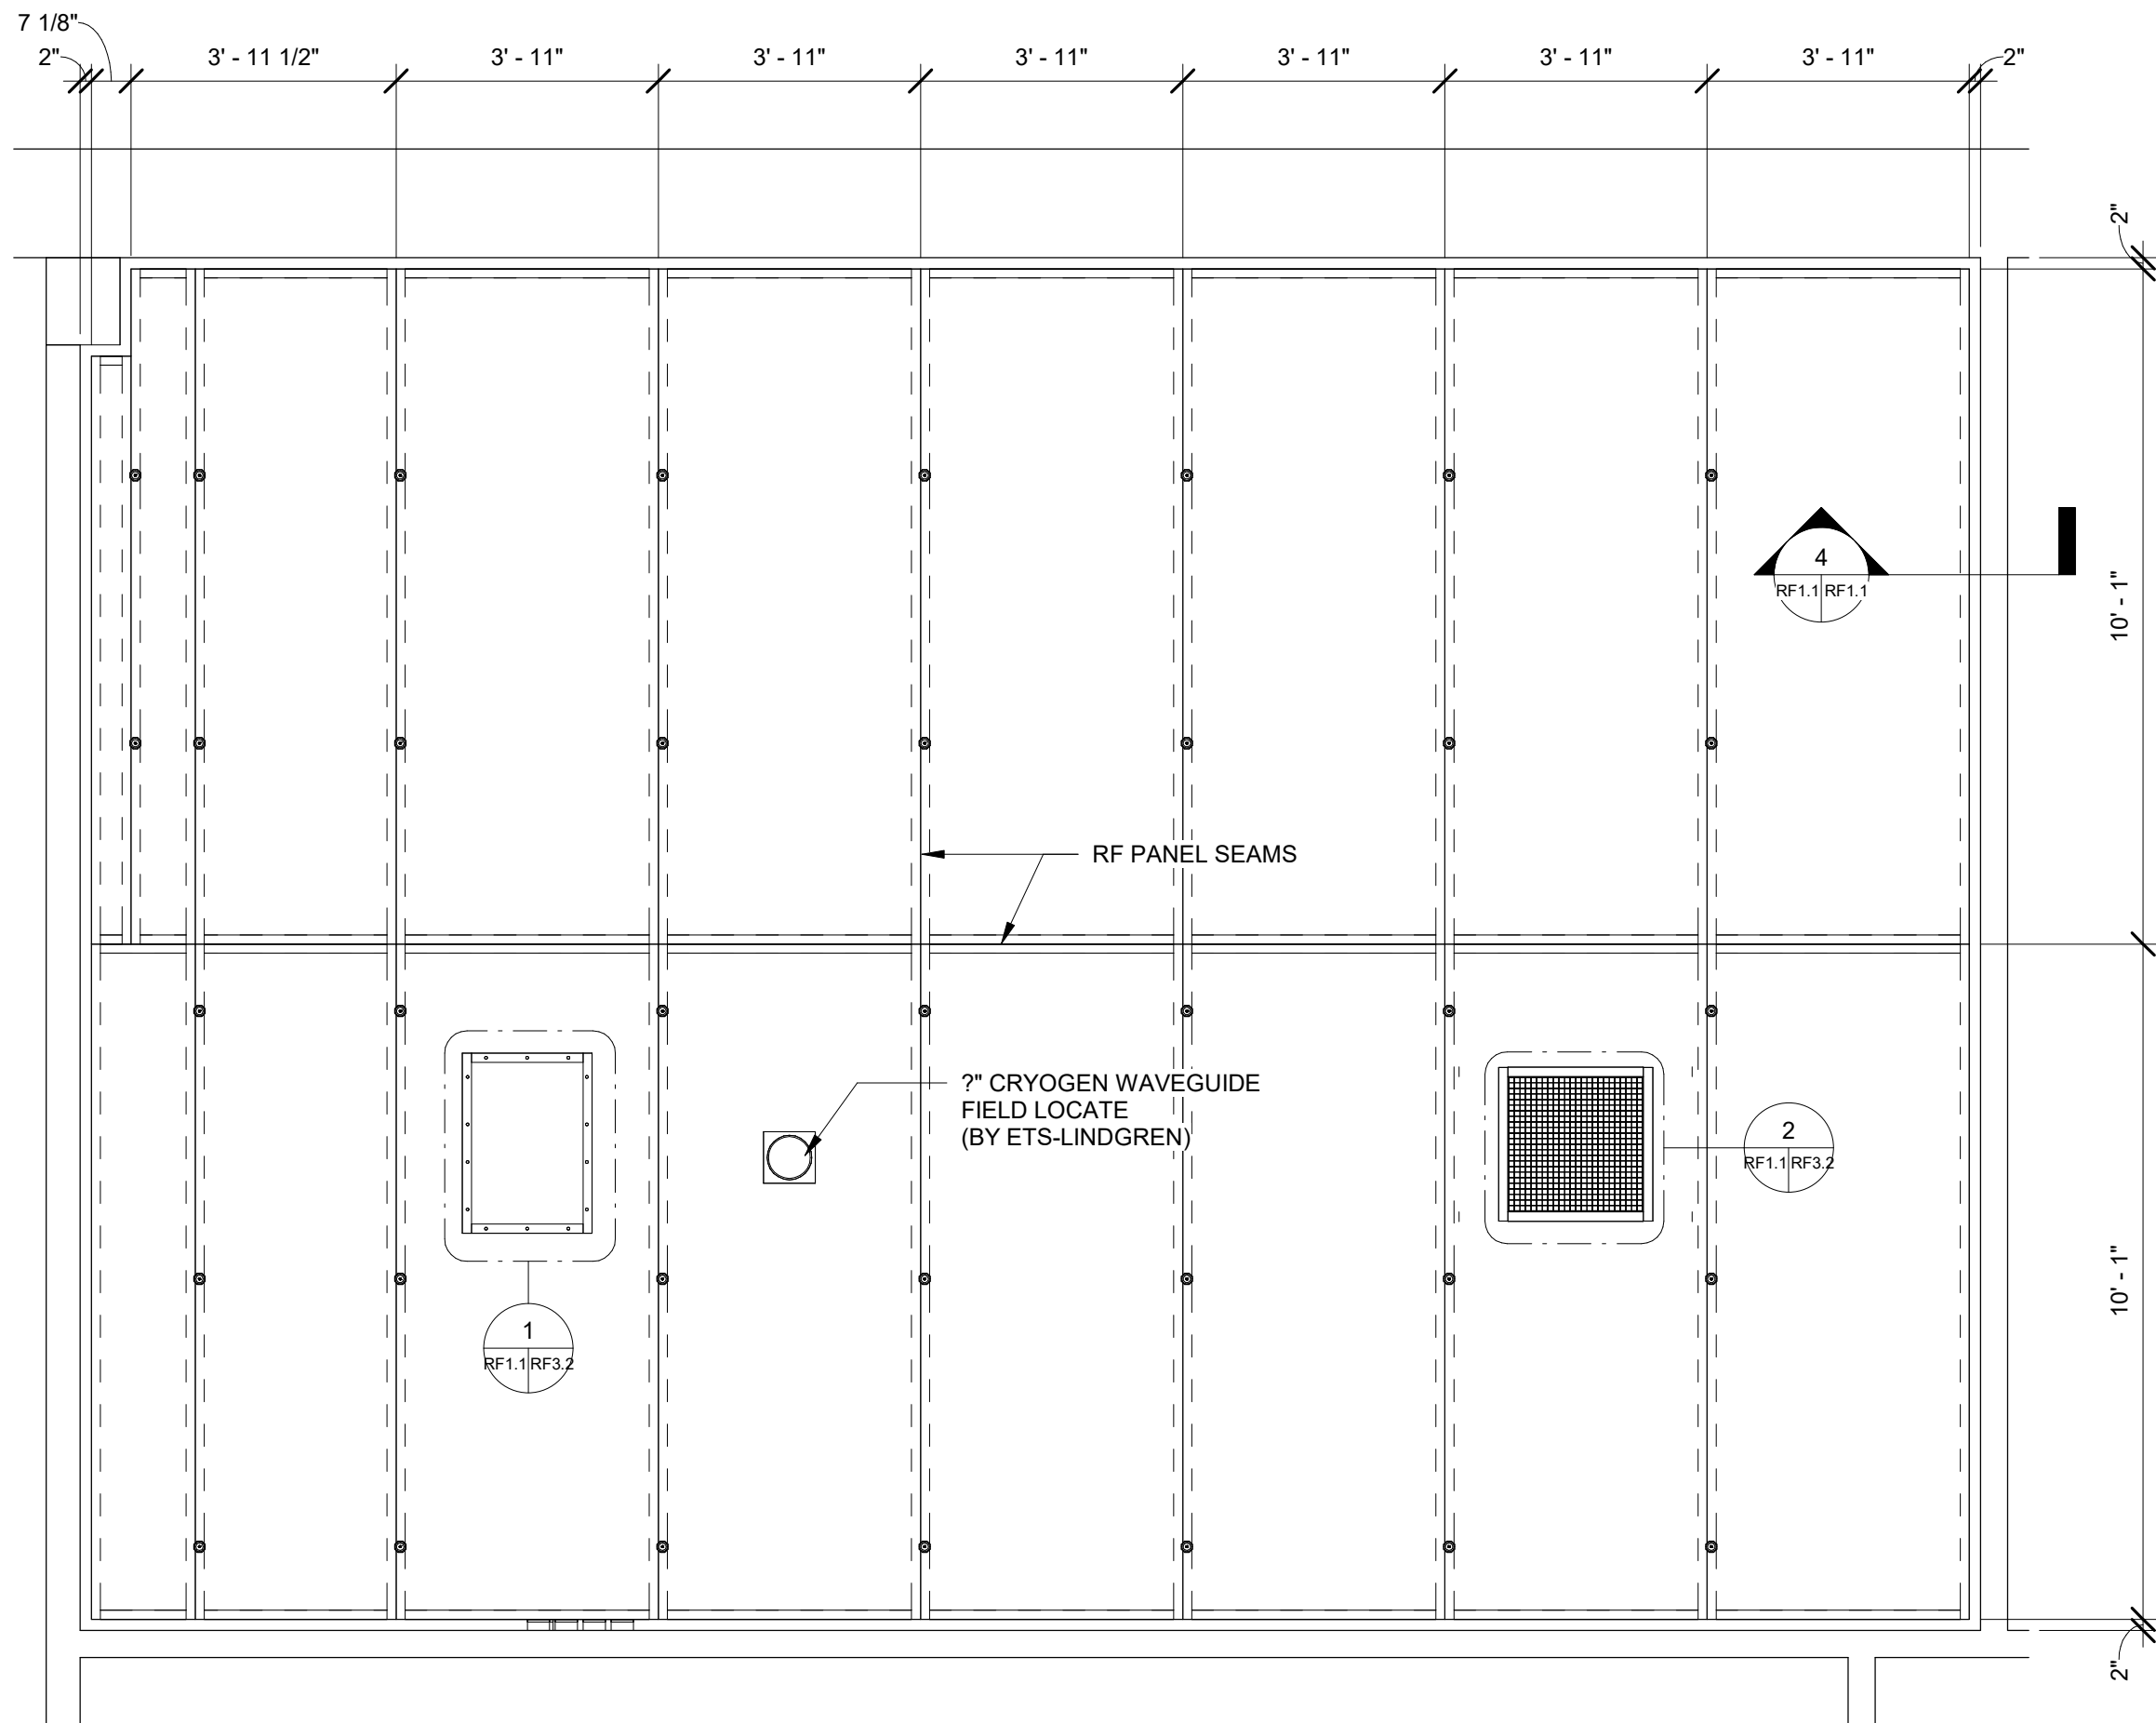 7 1/8"
2"
3' - 11 1/2"
3' - 11"
3' - 11"
3' - 11"
3' - 11"
3' - 11"
3' - 11"
2"
2"
4
RF1.1 RF1.1
10' - 1"
RF PANEL SEAMS
?" CRYOGEN WAVEGUIDE
FIELD LOCATE
(BY ETS-LINDGREN)
2
RF1.1 RF3.2
1
RF1.1 RF3.2
10' - 1"
2"